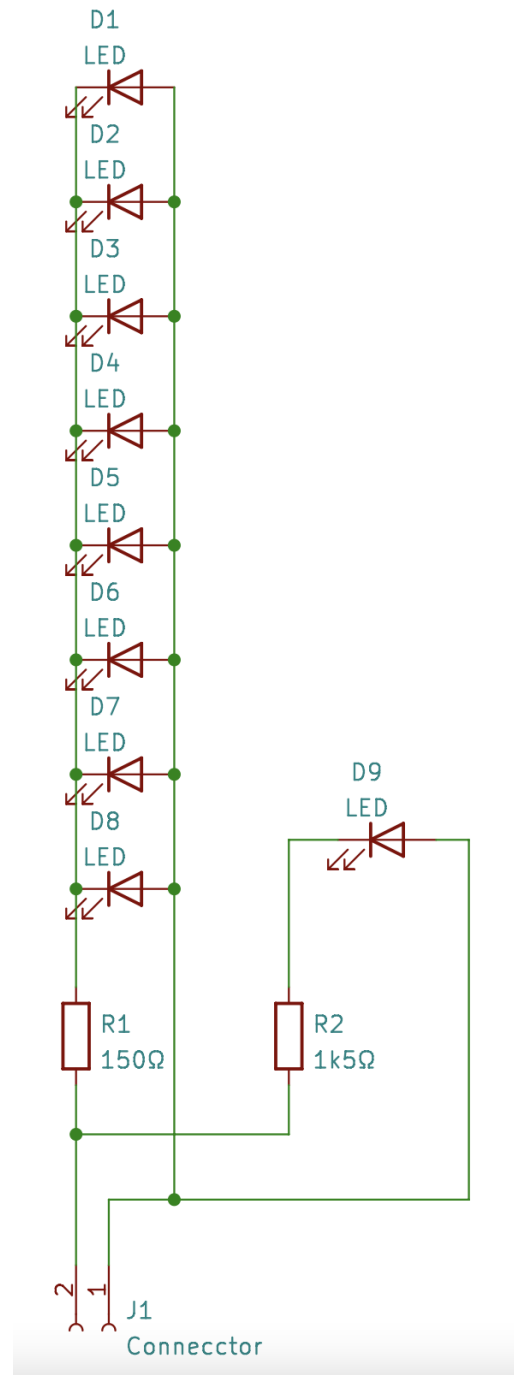 D1
LED
D2
LED
D3
LED
D4
LED
D5
LED
D6
LED
D7
LED
D8
LED
D9
LED
R1
150Ω
R2
1k5Ω
2
1
J1
Connecctor